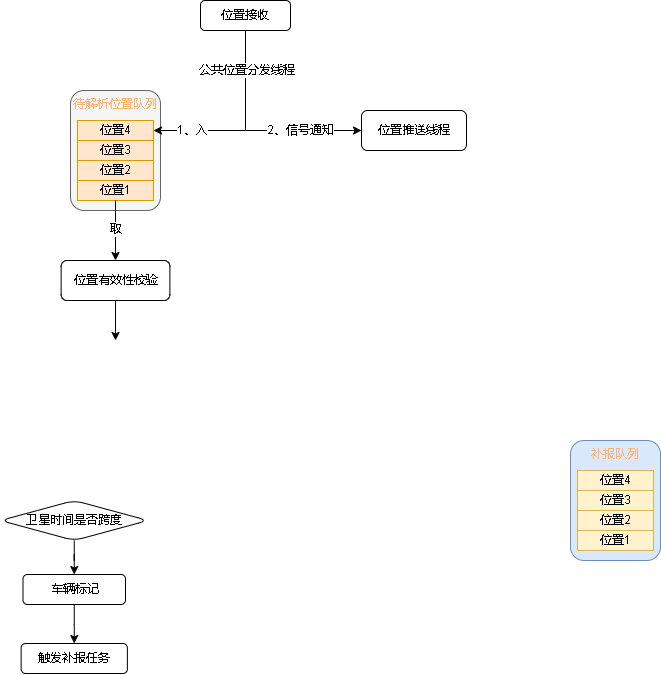 位置接收
公共位置分发线程
待解析位置队列
位置4
位置3
位置2
位置1
1、入
2、信号通知
位置推送线程
取
位置有效性校验
补报队列
位置4
位置3
位置2
位置1
卫星时间是否跨度
车辆标记
触发补报任务